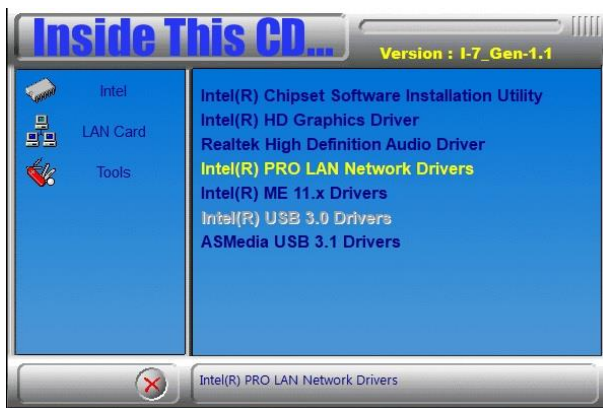 Inside This CD...
Version : I-7_Gen-1.1
Intel
LAN Card
Tools
Intel(R) Chipset Software Installation Utility
Intel(R) HD Graphics Driver
Realtek High Definition Audio Driver
Intel(R) PRO LAN Network Drivers
Intel(R) ME 11.x Drivers
Intel(R) USB 3.0 Drivers
ASMedia USB 3.1 Drivers
Intel(R) PRO LAN Network Drivers